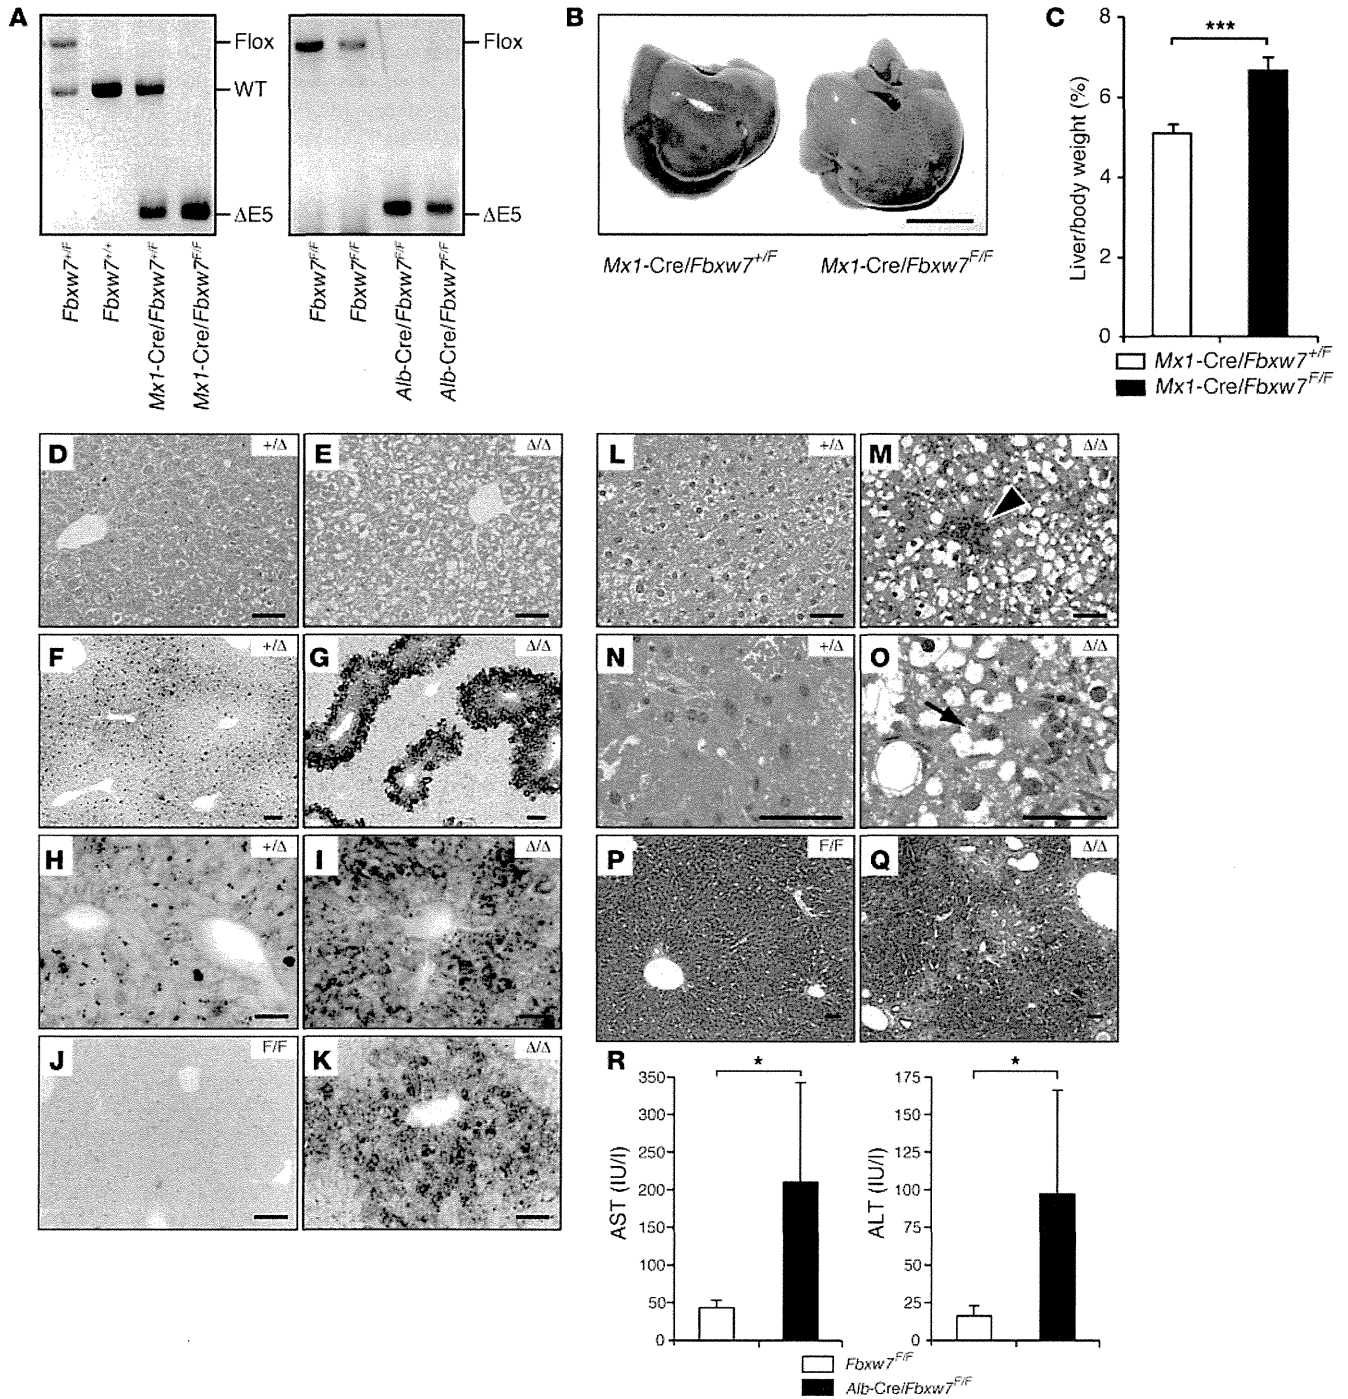 A
Flox
WT
ΔE5
Fbxw7+/F
Fbxw7+/+
Mx1-Cre/Fbxw7+/F
Mx1-Cre/Fbxw7F/F
Flox
ΔE5
Fbxw7F/F
Fbxw7F/F
Alb-Cre/Fbxw7F/F
Alb-Cre/Fbxw7F/F
B
Mx1-Cre/Fbxw7+/F
Mx1-Cre/Fbxw7F/F
C
Liver/body weight (%)
8
6
4
2
0
***
Mx1-Cre/Fbxw7+/F
Mx1-Cre/Fbxw7F/F
D
+/Δ
E
Δ/Δ
F
+/Δ
G
Δ/Δ
H
+/Δ
I
Δ/Δ
J
F/F
K
Δ/Δ
L
+/Δ
M
Δ/Δ
N
+/Δ
O
Δ/Δ
P
F/F
Q
Δ/Δ
R
AST (IU/l)
350
300
250
200
150
100
50
0
*
ALT (IU/l)
175
150
125
100
75
50
25
0
*
Fbxw7F/F
Alb-Cre/Fbxw7F/F